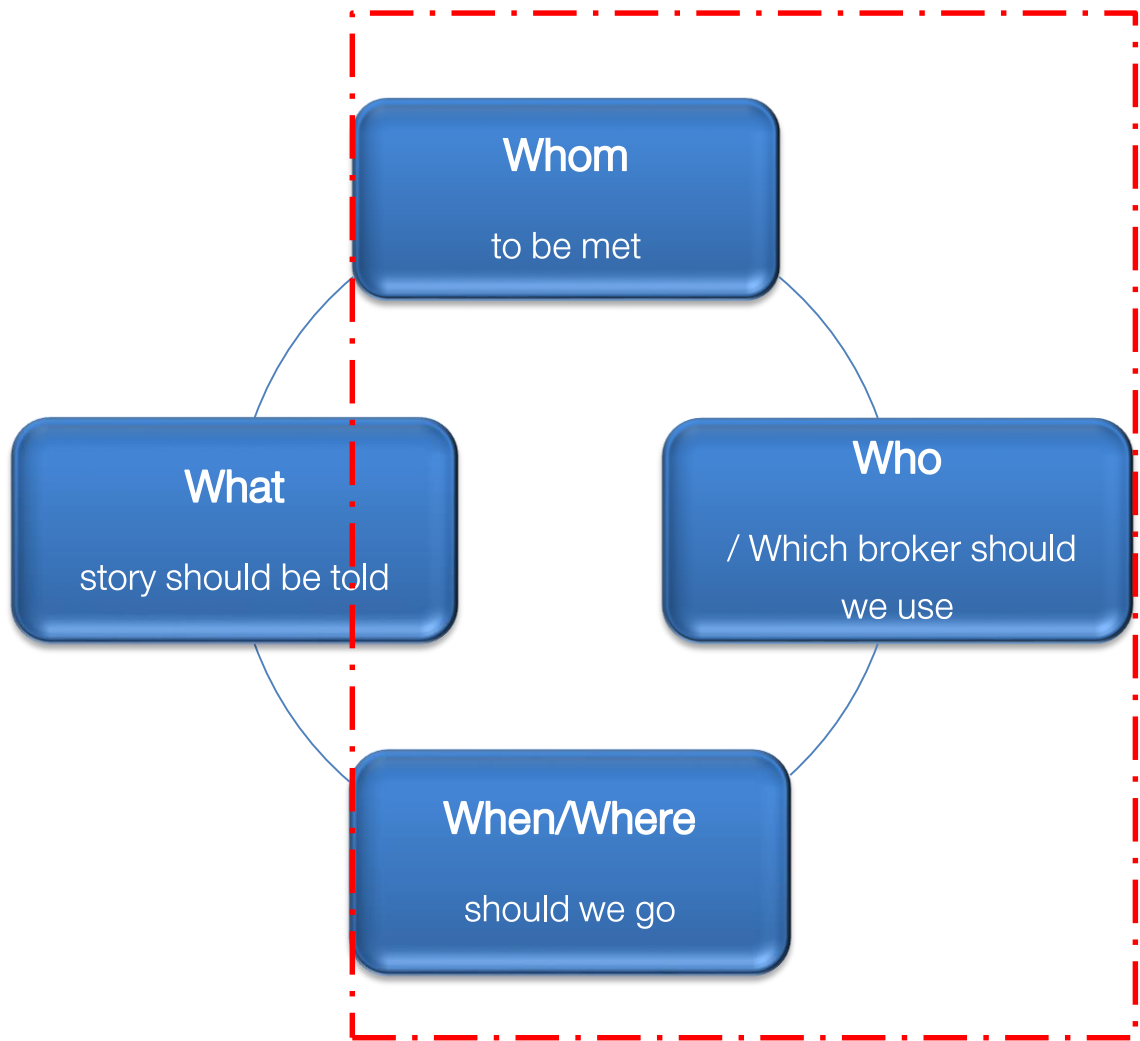 Whom
to be met
What
story should be told
Who
/ Which broker should
we use
When/Where
should we go